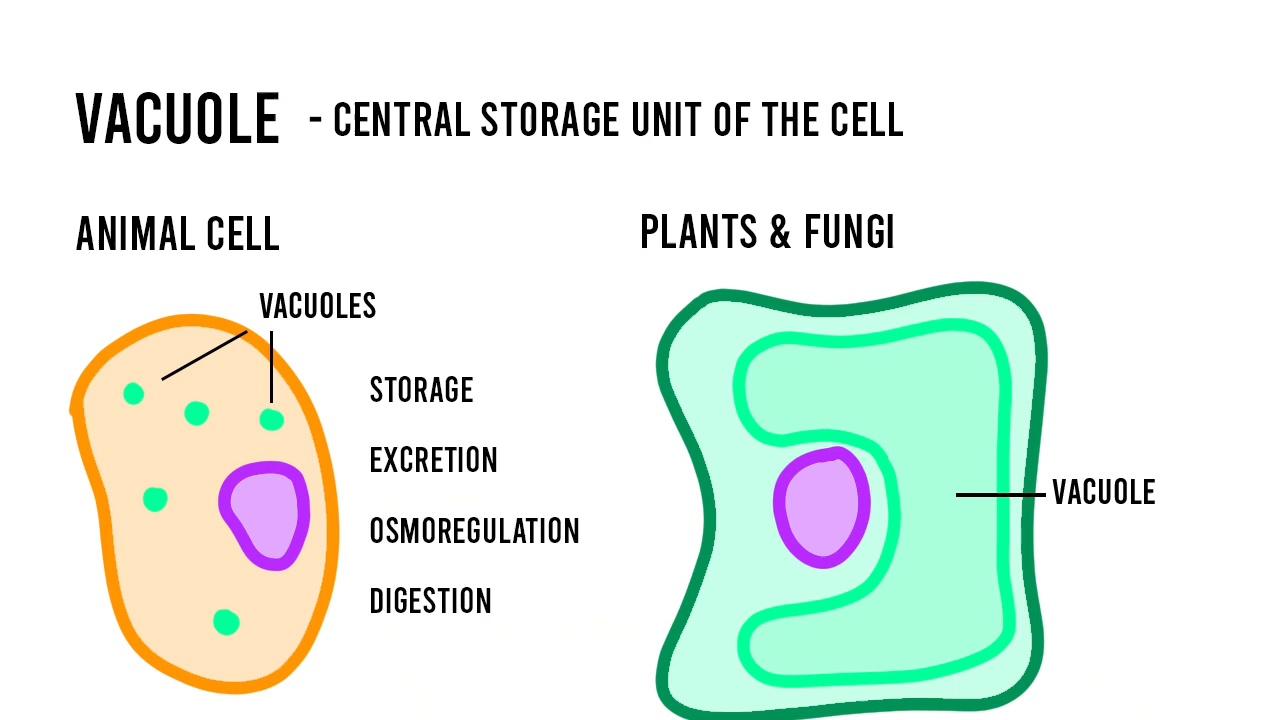 VACUOLE - CENTRAL STORAGE UNIT OF THE CELL
ANIMAL CELL
PLANTS & FUNGI
VACUOLES
STORAGE
EXCRETION
OSMOREGULATION
DIGESTION
VACUOLE